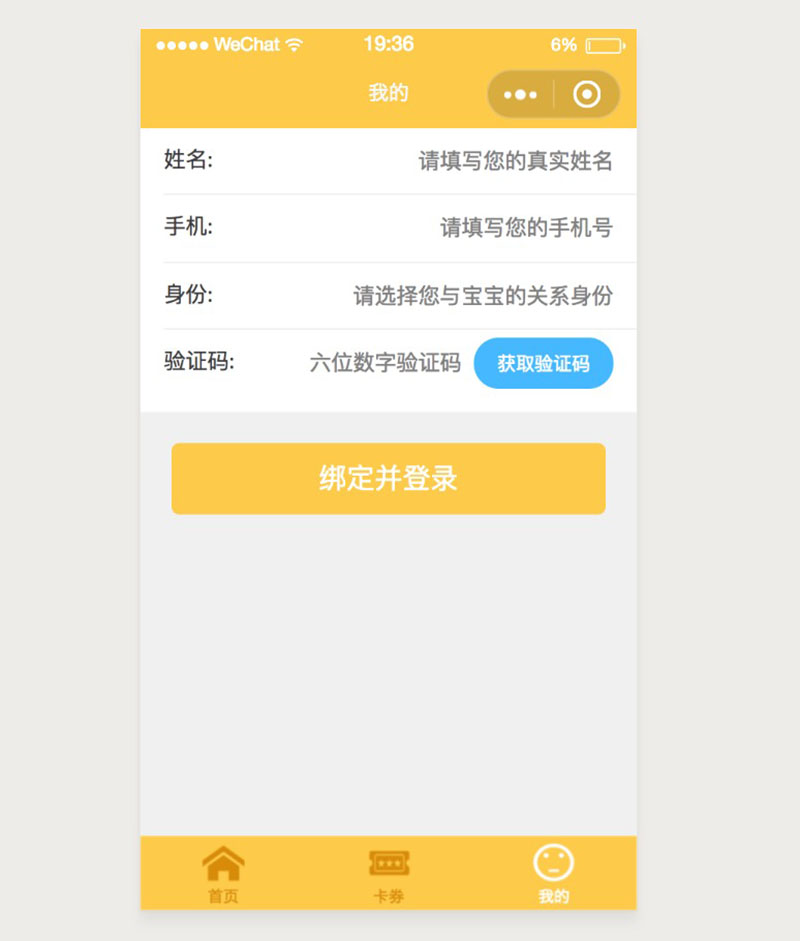 WeChat 19:36 6%
我的
姓名: 请填写您的真实姓名
手机: 请填写您的手机号
身份: 请选择您与宝宝的关系身份
验证码: 六位数字验证码 获取验证码
绑定并登录
首页 卡券 我的